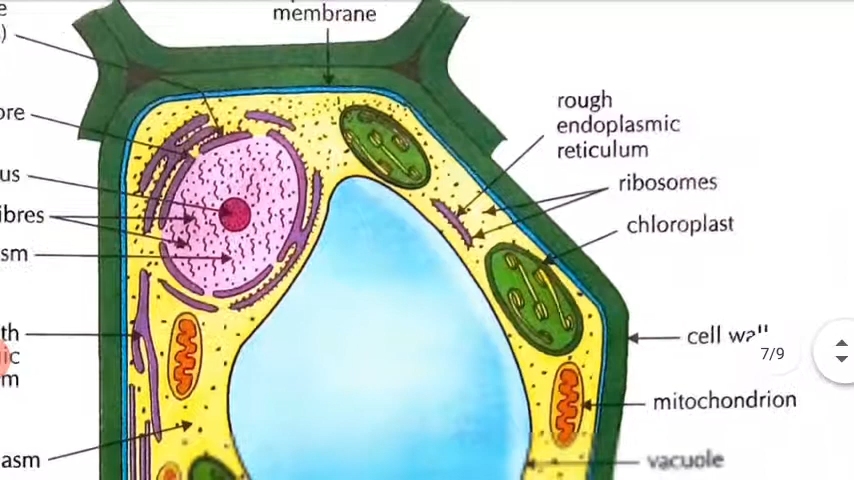 membrane
e
)
ore
us
ibres
sm
th
ic
m
asm
rough
endoplasmic
reticulum
ribosomes
chloroplast
cell wall
7/9
mitochondrion
vacuole